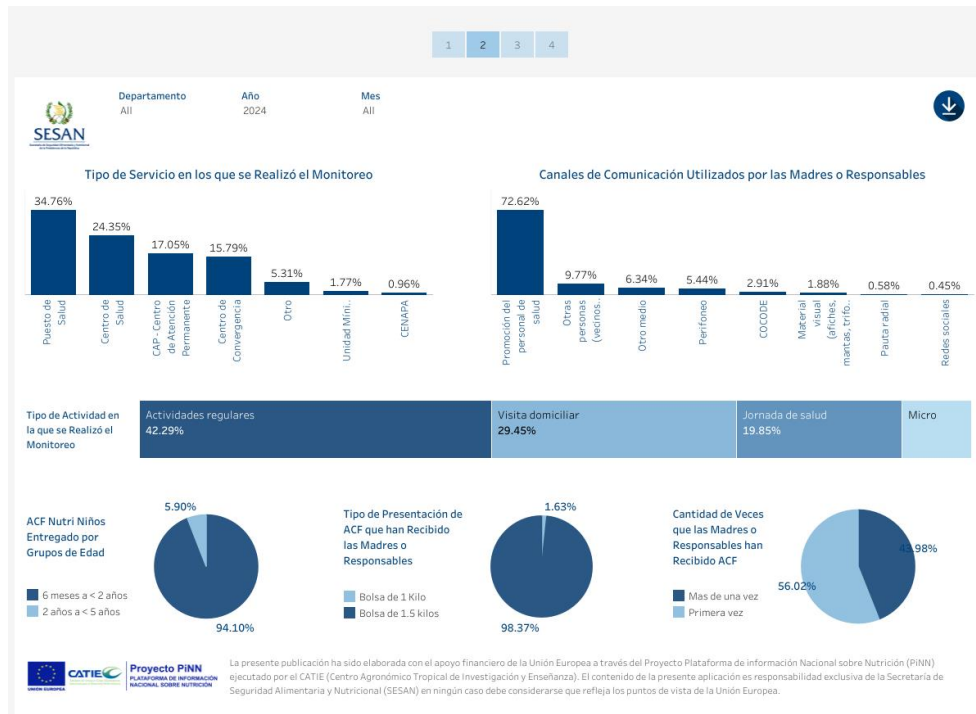 1 2 3 4
Departamento
All
Año
2024
Mes
All
SESAN
Tipo de Servicio en los que se Realizó el Monitoreo
34.76%
24.35%
17.05%
15.79%
5.31%
1.77%
0.96%
Puesto de
Salud
Centro de
Salud
CAP - Centro
de Atención
Permanente
Centro de
Convergencia
Otro
Unidad Míni..
CENAPA
Canales de Comunicación Utilizados por las Madres o Responsables
72.62%
9.77%
6.34%
5.44%
2.91%
1.88%
0.58%
0.45%
Promoción del
personal de
salud
Otras
personas
(vecinos..
Otro medio
Perifoneo
COCODE
Material
visual
(afiches,
mantas, trifo..
Pauta radial
Redes sociales
Tipo de Actividad en
la que se Realizó el
Monitoreo
Actividades regulares
42.29%
Visita domiciliar
29.45%
Jornada de salud
19.85%
Micro
ACF Nutri Niños
Entregado por
Grupos de Edad
6 meses a < 2 años
2 años a < 5 años
5.90%
94.10%
Tipo de Presentación de
ACF que han Recibido
las Madres o
Responsables
Bolsa de 1 Kilo
Bolsa de 1.5 kilos
1.63%
98.37%
Cantidad de Veces
que las Madres o
Responsables han
Recibido ACF
Mas de una vez
Primera vez
43.98%
56.02%
UNIÓN EUROPEA
CATIE
Proyecto PiNN
PLATAFORMA DE INFORMACIÓN
NACIONAL SOBRE NUTRICIÓN
La presente publicación ha sido elaborada con el apoyo financiero de la Unión Europea a través del Proyecto Plataforma de información Nacional sobre Nutrición (PiNN)
ejecutado por el CATIE (Centro Agronómico Tropical de Investigación y Enseñanza). El contenido de la presente aplicación es responsabilidad exclusiva de la Secretaría de
Seguridad Alimentaria y Nutricional (SESAN) en ningún caso debe considerarse que refleja los puntos de vista de la Unión Europea.